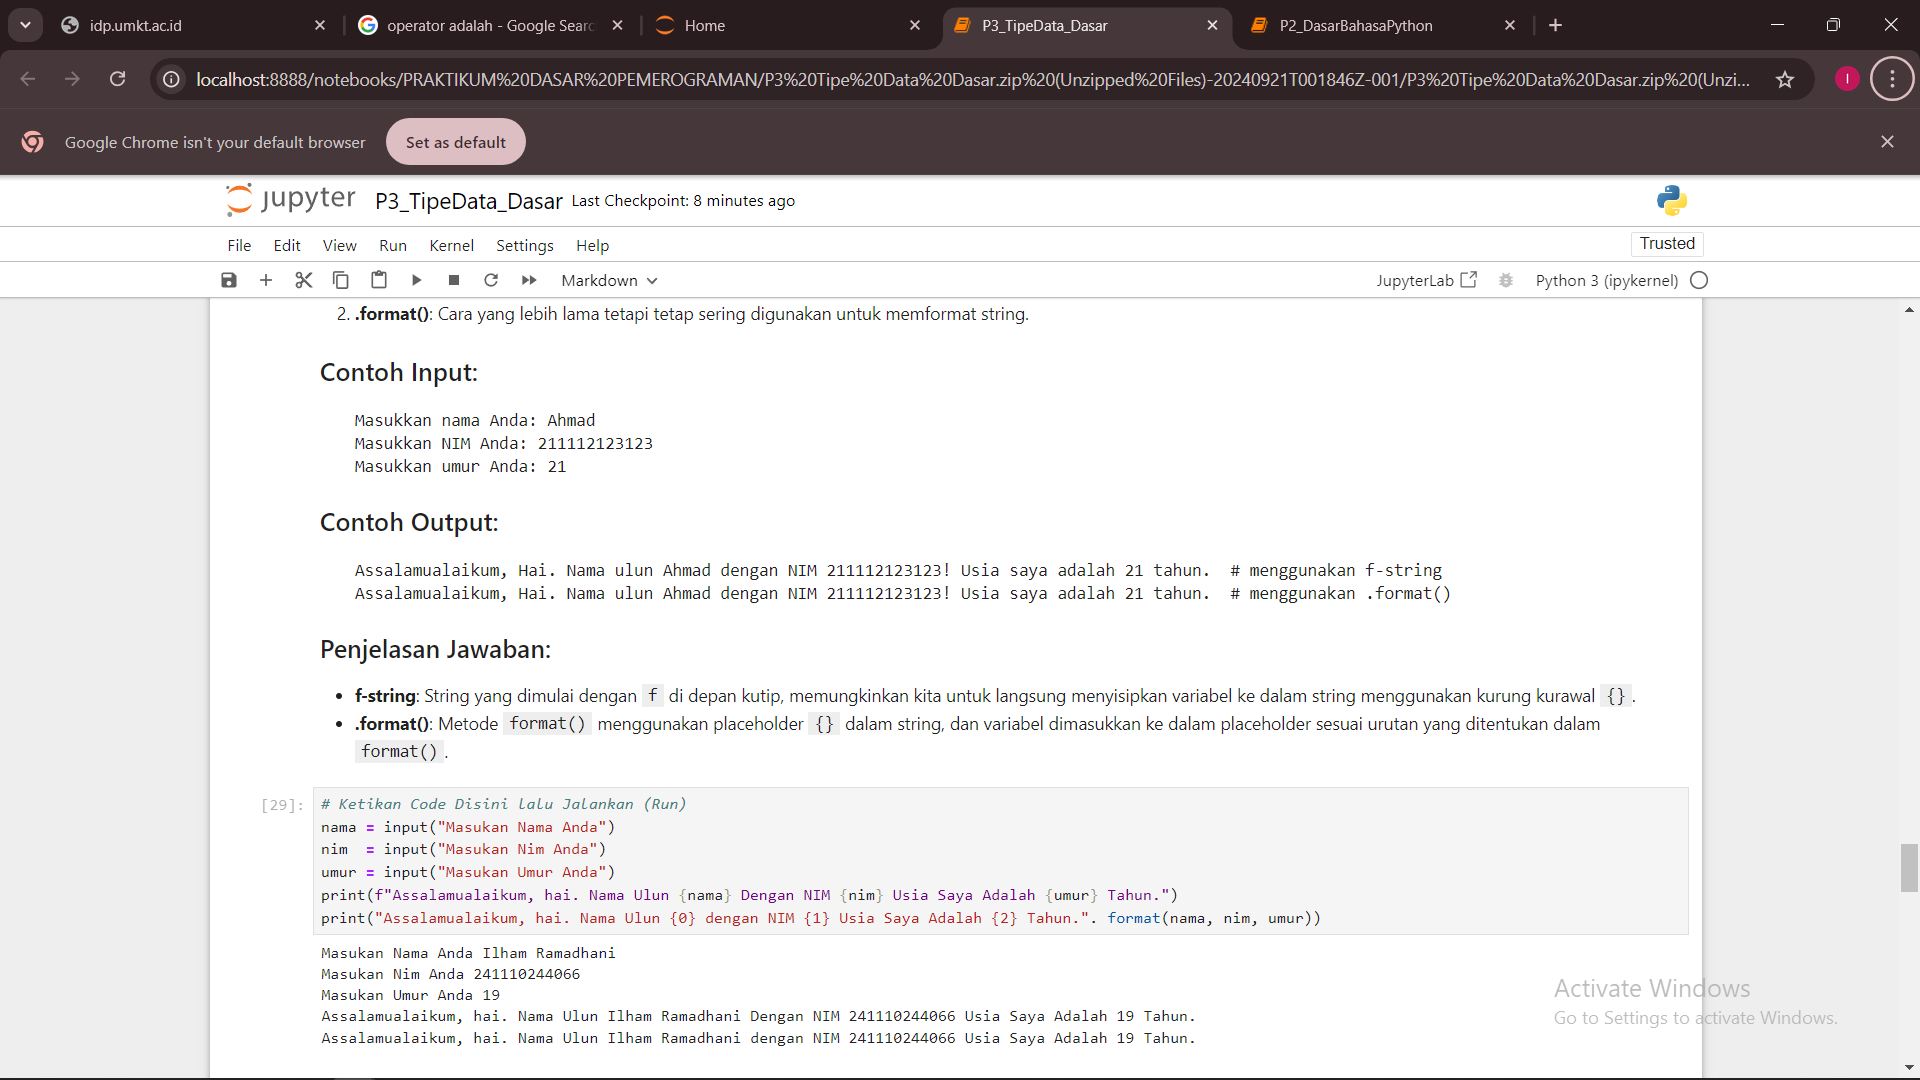 idp.umkt.ac.id
operator adalah - Google Searc
Home
P3_TipeData_Dasar
P2_DasarBahasaPython
localhost:8888/notebooks/PRAKTIKUM%20DASAR%20PEMEROGRAMAN/P3%20Tipe%20Data%20Dasar.zip%20(Unzipped%20Files)-20240921T001846Z-001/P3%20Tipe%20Data%20Dasar.zip%20(Unzi...
I
Google Chrome isn't your default browser
Set as default
jupyter P3_TipeData_Dasar Last Checkpoint: 8 minutes ago
File Edit View Run Kernel Settings Help
Trusted
Markdown
JupyterLab
Python 3 (ipykernel)
2. .format(): Cara yang lebih lama tetapi tetap sering digunakan untuk memformat string.
Contoh Input:
Masukkan nama Anda: Ahmad
Masukkan NIM Anda: 211112123123
Masukkan umur Anda: 21
Contoh Output:
Assalamualaikum, Hai. Nama ulun Ahmad dengan NIM 211112123123! Usia saya adalah 21 tahun.  # menggunakan f-string
Assalamualaikum, Hai. Nama ulun Ahmad dengan NIM 211112123123! Usia saya adalah 21 tahun.  # menggunakan .format()
Penjelasan Jawaban:
• f-string: String yang dimulai dengan f di depan kutip, memungkinkan kita untuk langsung menyisipkan variabel ke dalam string menggunakan kurung kurawal {}.
• .format(): Metode format() menggunakan placeholder {} dalam string, dan variabel dimasukkan ke dalam placeholder sesuai urutan yang ditentukan dalam
format().
[29]: # Ketikan Code Disini lalu Jalankan (Run)
nama = input("Masukan Nama Anda")
nim  = input("Masukan Nim Anda")
umur = input("Masukan Umur Anda")
print(f"Assalamualaikum, hai. Nama Ulun {nama} Dengan NIM {nim} Usia Saya Adalah {umur} Tahun.")
print("Assalamualaikum, hai. Nama Ulun {0} dengan NIM {1} Usia Saya Adalah {2} Tahun.". format(nama, nim, umur))
Masukan Nama Anda Ilham Ramadhani
Masukan Nim Anda 241110244066
Masukan Umur Anda 19
Assalamualaikum, hai. Nama Ulun Ilham Ramadhani Dengan NIM 241110244066 Usia Saya Adalah 19 Tahun.
Assalamualaikum, hai. Nama Ulun Ilham Ramadhani dengan NIM 241110244066 Usia Saya Adalah 19 Tahun.
Activate Windows
Go to Settings to activate Windows.